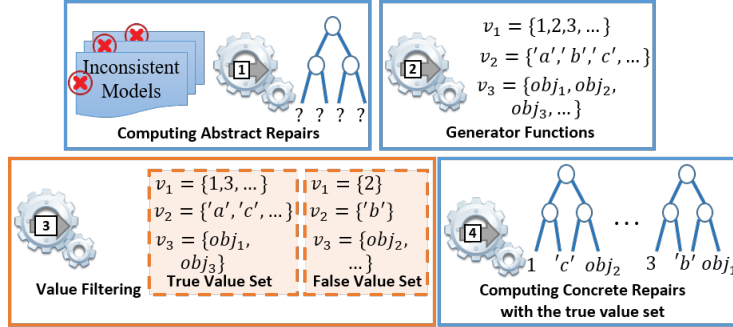 Inconsistent
Models
1
? ? ? ?
Computing Abstract Repairs
2
v₁ = {1,2,3, …}
v₂ = {'a',' b',' c', …}
v₃ = {obj₁, obj₂,
obj₃, …}
Generator Functions
3
Value Filtering
v₁ = {1,3, …}
v₂ = {'a','c', …}
v₃ = {obj₁,
obj₃}
True Value Set
v₁ = {2}
v₂ = {'b'}
v₃ = {obj₂,
…}
False Value Set
4
…
1 'c' obj₂ 3 'b' obj₁
Computing Concrete Repairs
with the true value set